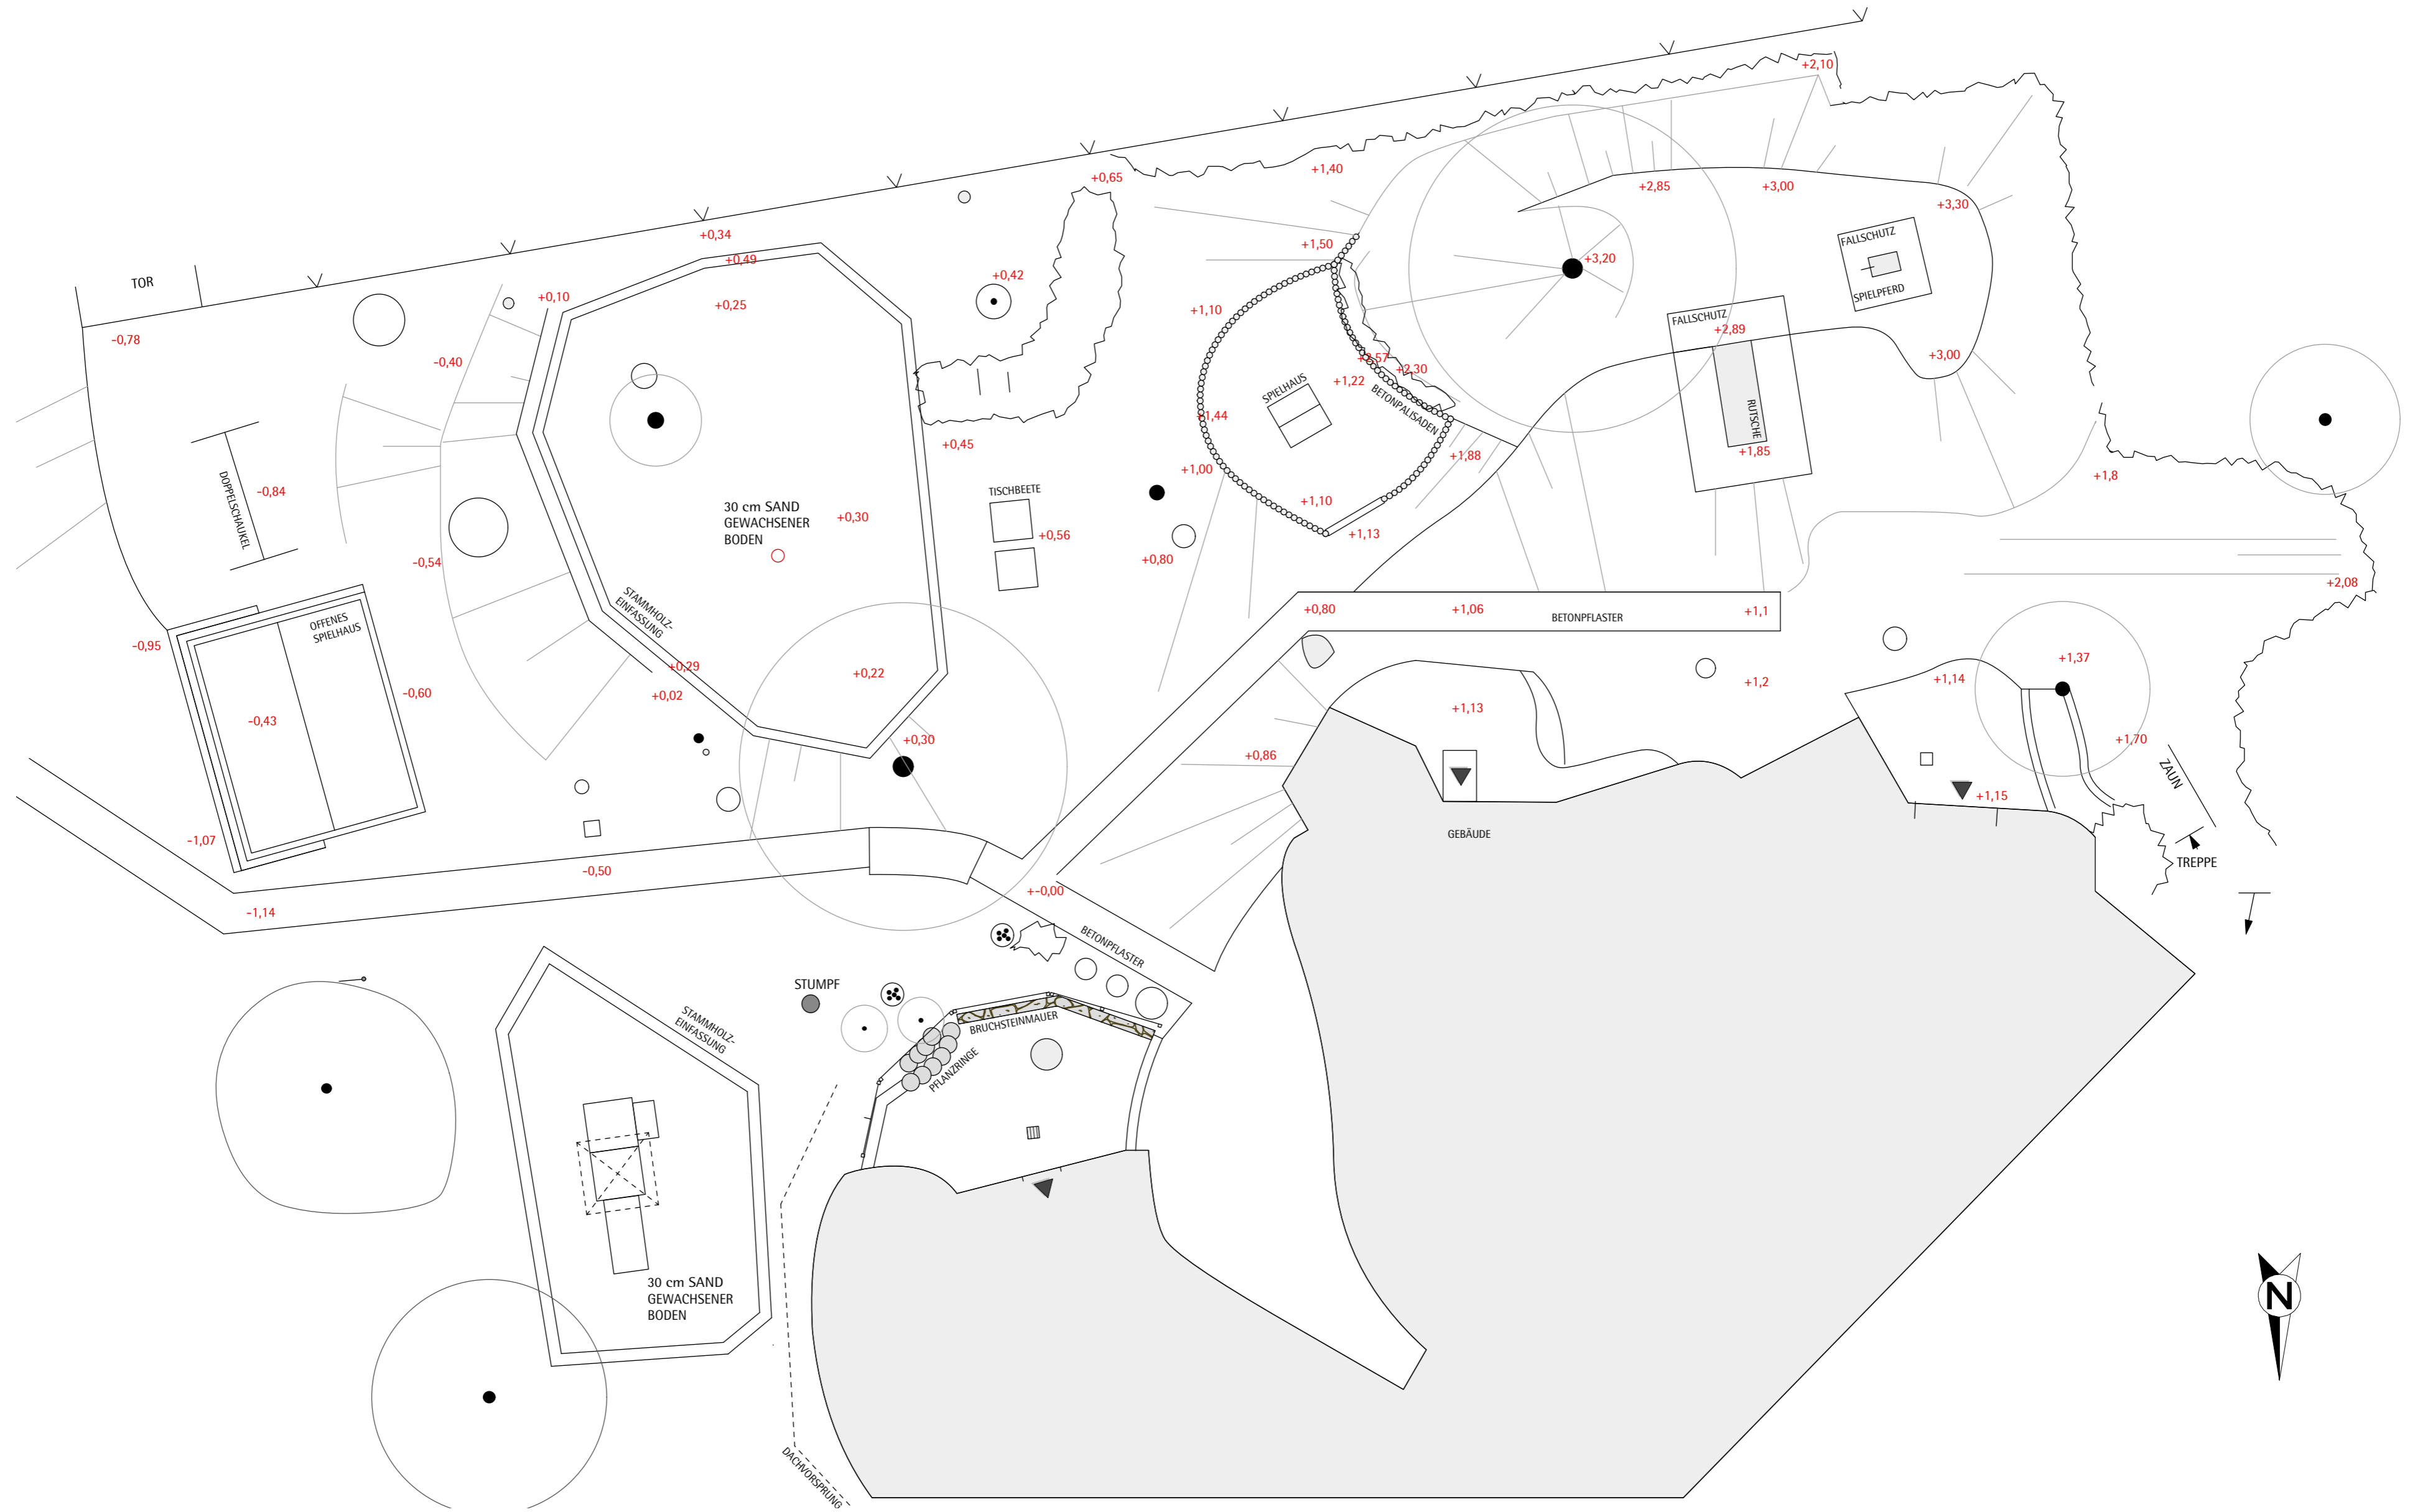 +2,10
+1,40
+0,65
+2,85
+3,00
+3,30
+0,34
+0,49
+1,50
FALLSCHUTZ
SPIELPFERD
+3,20
TOR
+0,10
+0,25
+0,42
+1,10
FALLSCHUTZ
+2,89
-0,78
-0,40
+2,57
+2,30
+3,00
+1,22
SPIELHAUS
BETONPALISADEN
RUTSCHE
+1,44
+0,45
+1,88
+1,85
+1,00
+1,8
DOPPELSCHAUKEL
-0,84
TISCHBEETE
+1,10
30 cm SAND
GEWACHSENER
BODEN
+0,30
+0,56
+1,13
+0,80
-0,54
+2,08
STAMMHOLZ-
EINFASSUNG
+0,80
+1,06
BETONPFLASTER
+1,1
OFFENES
SPIELHAUS
-0,95
+0,29
+0,22
+1,37
-0,60
+0,02
+1,2
+1,14
-0,43
+1,13
+0,30
+0,86
+1,70
ZAUN
+1,15
-1,07
GEBÄUDE
TREPPE
-0,50
+-0,00
-1,14
BETONPFLASTER
STUMPF
STAMMHOLZ-
EINFASSUNG
BRUCHSTEINMAUER
PFLANZRINGE
30 cm SAND
GEWACHSENER
BODEN
N
DACHVORSPRUNG